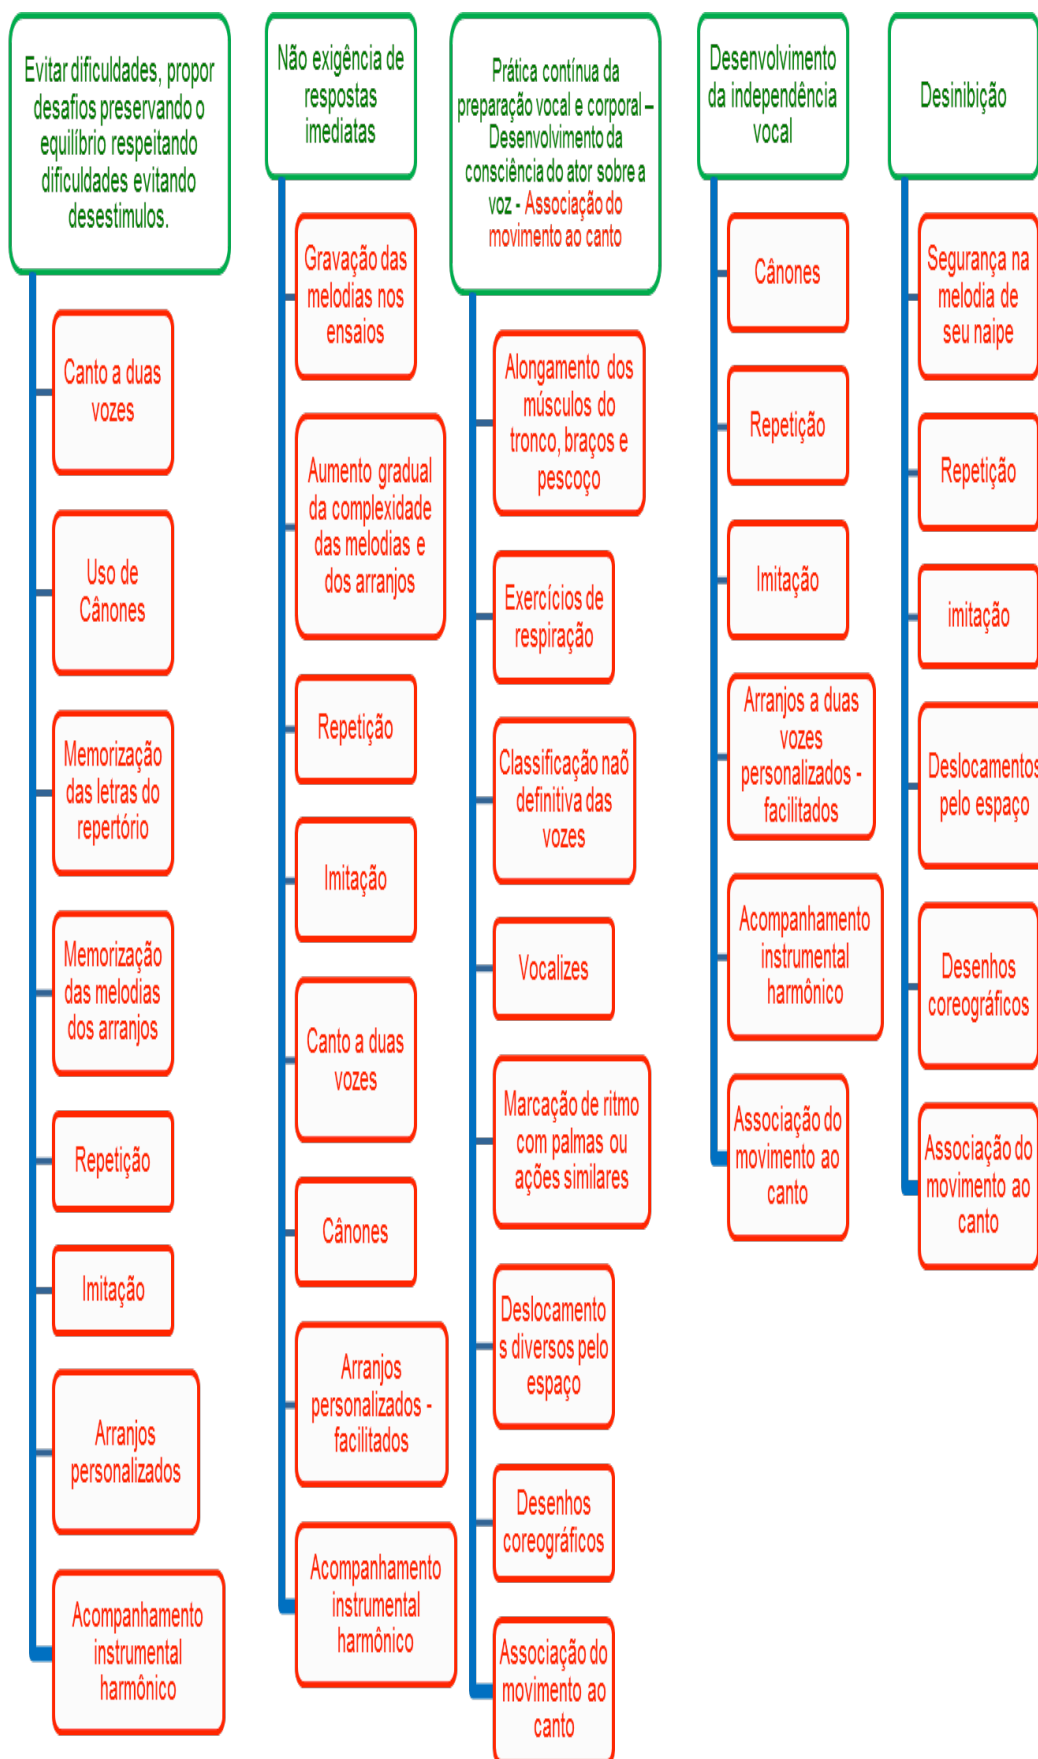 Evitar dificuldades, propor
desafios preservando o
equilíbrio respeitando
dificuldades evitando
desestimulos.
Canto a duas
vozes
Uso de
Cânones
Memorização
das letras do
repertório
Memorização
das melodias
dos arranjos
Repetição
Imitação
Arranjos
personalizados
Acompanhamento
instrumental
harmônico
Não exigência de
respostas
imediatas
Gravação das
melodias nos
ensaios
Aumento gradual
da complexidade
das melodias e
dos arranjos
Repetição
Imitação
Canto a duas
vozes
Cânones
Arranjos
personalizados -
facilitados
Acompanhamento
instrumental
harmônico
Prática contínua da
preparação vocal e corporal –
Desenvolvimento da
consciência do ator sobre a
voz - Associação do
movimento ao canto
Alongamento dos
músculos do
tronco, braços e
pescoço
Exercícios de
respiração
Classificação naõ
definitiva das
vozes
Vocalizes
Marcação de ritmo
com palmas ou
ações similares
Deslocamento
s diversos pelo
espaço
Desenhos
coreográficos
Associação do
movimento ao
canto
Desenvolvimento
da independência
vocal
Cânones
Repetição
Imitação
Arranjos a duas
vozes
personalizados -
facilitados
Acompanhamento
instrumental
harmônico
Associação do
movimento ao
canto
Desinibição
Segurança na
melodia de
seu naipe
Repetição
imitação
Deslocamentos
pelo espaço
Desenhos
coreográficos
Associação do
movimento ao
canto